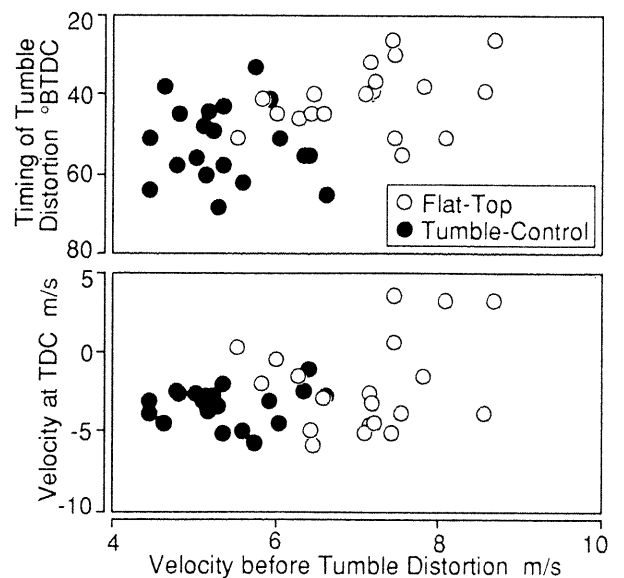 Timing of Tumble
Distortion °BTDC
20
40
60
80
Flat-Top
Tumble-Control
Velocity at TDC m/s
5
0
-5
-10
4 6 8 10
Velocity before Tumble Distortion m/s